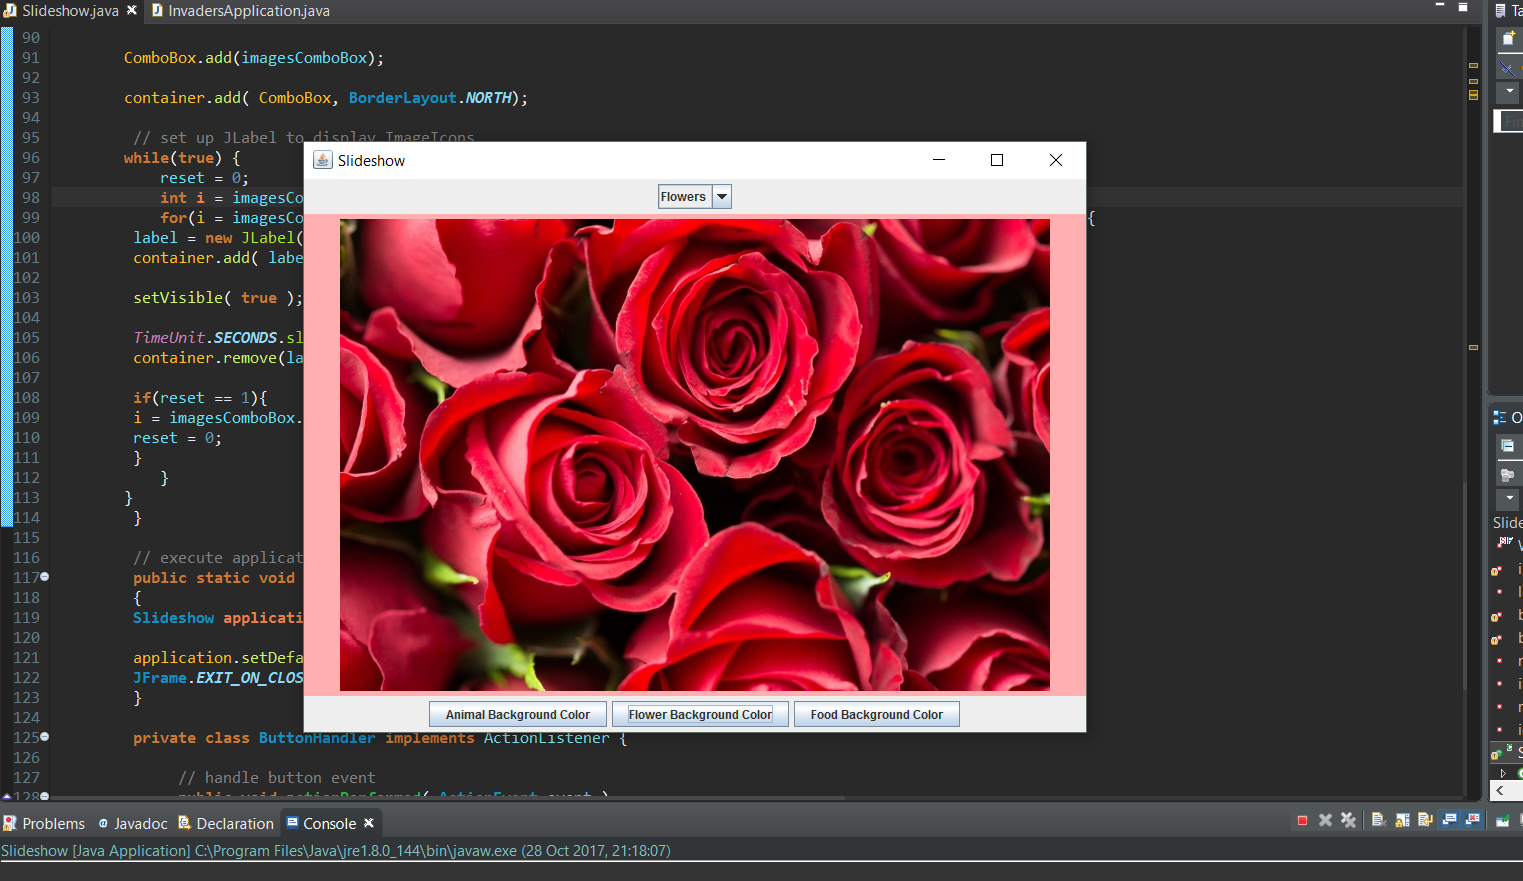 Slideshow.java
InvadersApplication.java
90
91 ComboBox.add(imagesComboBox);
92
93 container.add( ComboBox, BorderLayout.NORTH);
94
95 // set up JLabel to display ImageIcons
96 while(true) {
97 reset = 0;
98 int i = imagesCo
99 for(i = imagesCo {
100 label = new JLabel(
101 container.add( labe
102
103 setVisible( true );
104
105 TimeUnit.SECONDS.sl
106 container.remove(la
107
108 if(reset == 1){
109 i = imagesComboBox.
110 reset = 0;
111 }
112 }
113 }
114 }
115
116 // execute applicat
117 public static void
118 {
119 Slideshow applicati
120
121 application.setDefa
122 JFrame.EXIT_ON_CLOS
123 }
124
125 private class ButtonHandler implements ActionListener {
126
127 // handle button event
128 public void actionPerformed( ActionEvent event )
Slideshow
Flowers
Animal Background Color
Flower Background Color
Food Background Color
Ta
Fin
O
Slide
Problems
Javadoc
Declaration
Console
Slideshow [Java Application] C:\Program Files\Java\jre1.8.0_144\bin\javaw.exe (28 Oct 2017, 21:18:07)